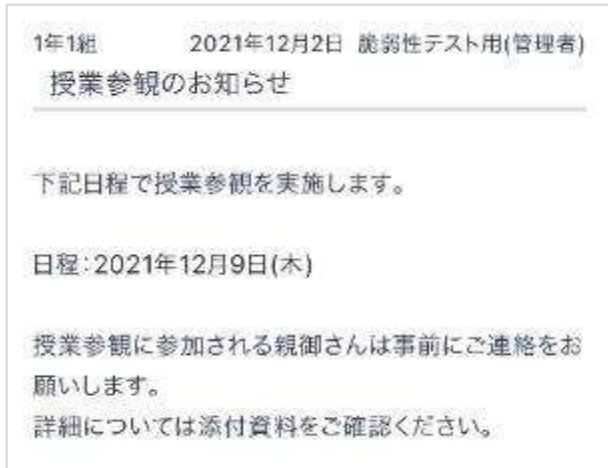 1年1組 2021年12月2日 脆弱性テスト用(管理者)
授業参観のお知らせ
下記日程で授業参観を実施します。
日程:2021年12月9日(木)
授業参観に参加される親御さんは事前にご連絡をお
願いします。
詳細については添付資料をご確認ください。